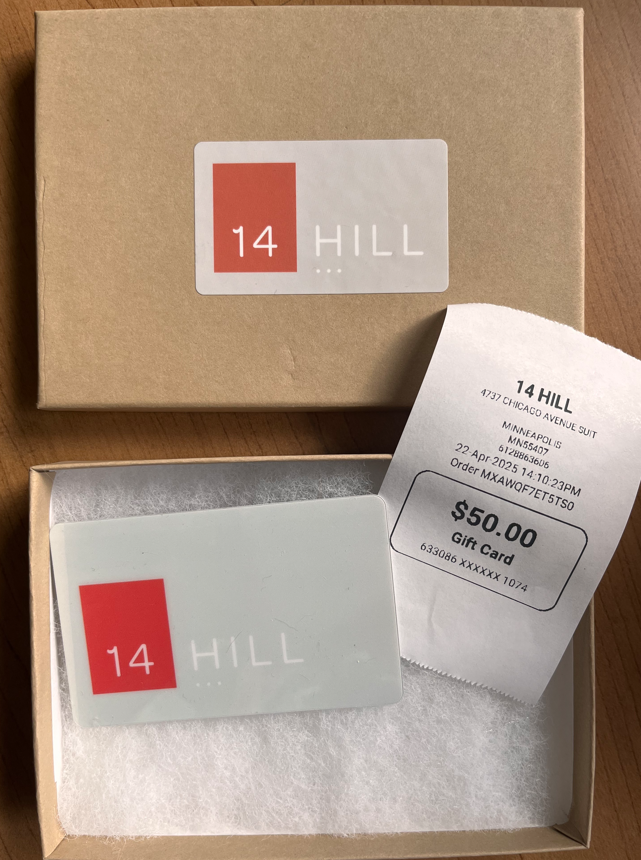 14 HILL
14 HILL
4737 CHICAGO AVENUE SUIT
MINNEAPOLIS
MN55407
6128863606
22-Apr-2025 14:10:23PM
Order MXAWQF7ET5TS0
$50.00
Gift Card
633086 XXXXXX 1074
14 HILL